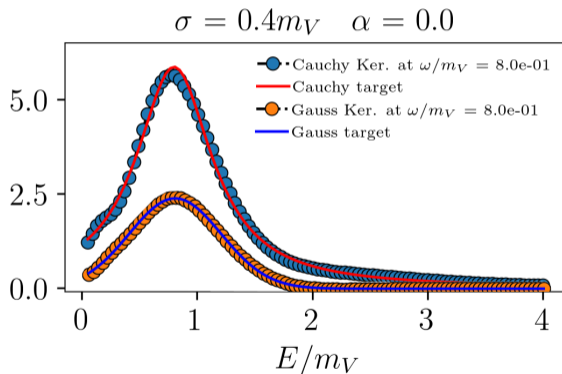 σ = 0.4m_V   α = 0.0
Cauchy Ker. at ω/m_V = 8.0e-01
Cauchy target
Gauss Ker. at ω/m_V = 8.0e-01
Gauss target
5.0
2.5
0.0
0 1 2 3 4
E/m_V